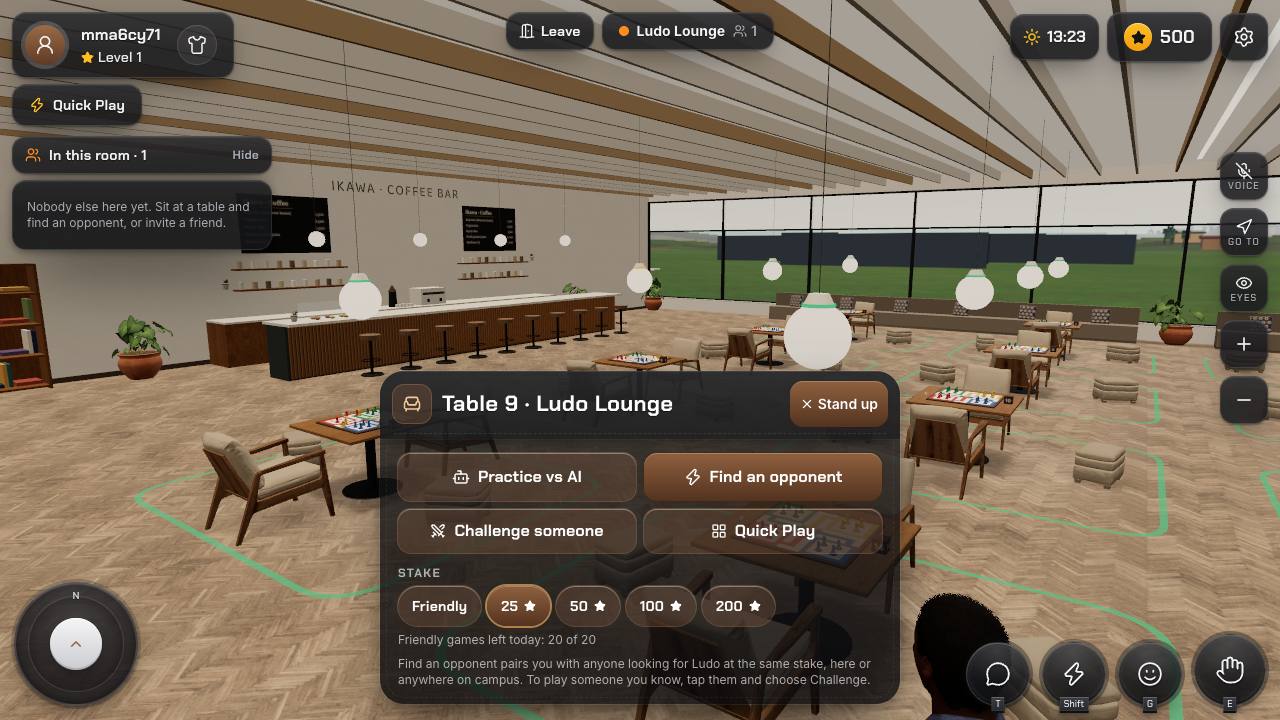 mma6cy71
Level 1
Leave
Ludo Lounge 1
13:23
500
Quick Play
In this room · 1 Hide
Nobody else here yet. Sit at a table and
find an opponent, or invite a friend.
IKAWA · COFFEE BAR
VOICE
GO TO
EYES
Table 9 · Ludo Lounge
Stand up
Practice vs AI
Find an opponent
Challenge someone
Quick Play
STAKE
Friendly
25
50
100
200
Friendly games left today: 20 of 20
Find an opponent pairs you with anyone looking for Ludo at the same stake, here or
anywhere on campus. To play someone you know, tap them and choose Challenge.
N
T
Shift
G
E